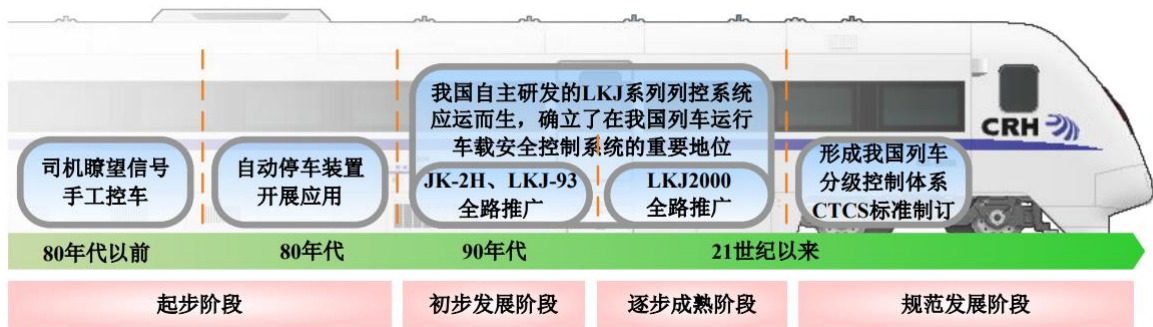 我国自主研发的LKJ系列列控系统
应运而生，确立了在我国列车运行
车载安全控制系统的重要地位
CRH
司机瞭望信号
手工控车
自动停车装置
开展应用
JK-2H、LKJ-93
全路推广
LKJ2000
全路推广
形成我国列车
分级控制体系
CTCS标准制订
80年代以前
80年代
90年代
21世纪以来
起步阶段
初步发展阶段
逐步成熟阶段
规范发展阶段